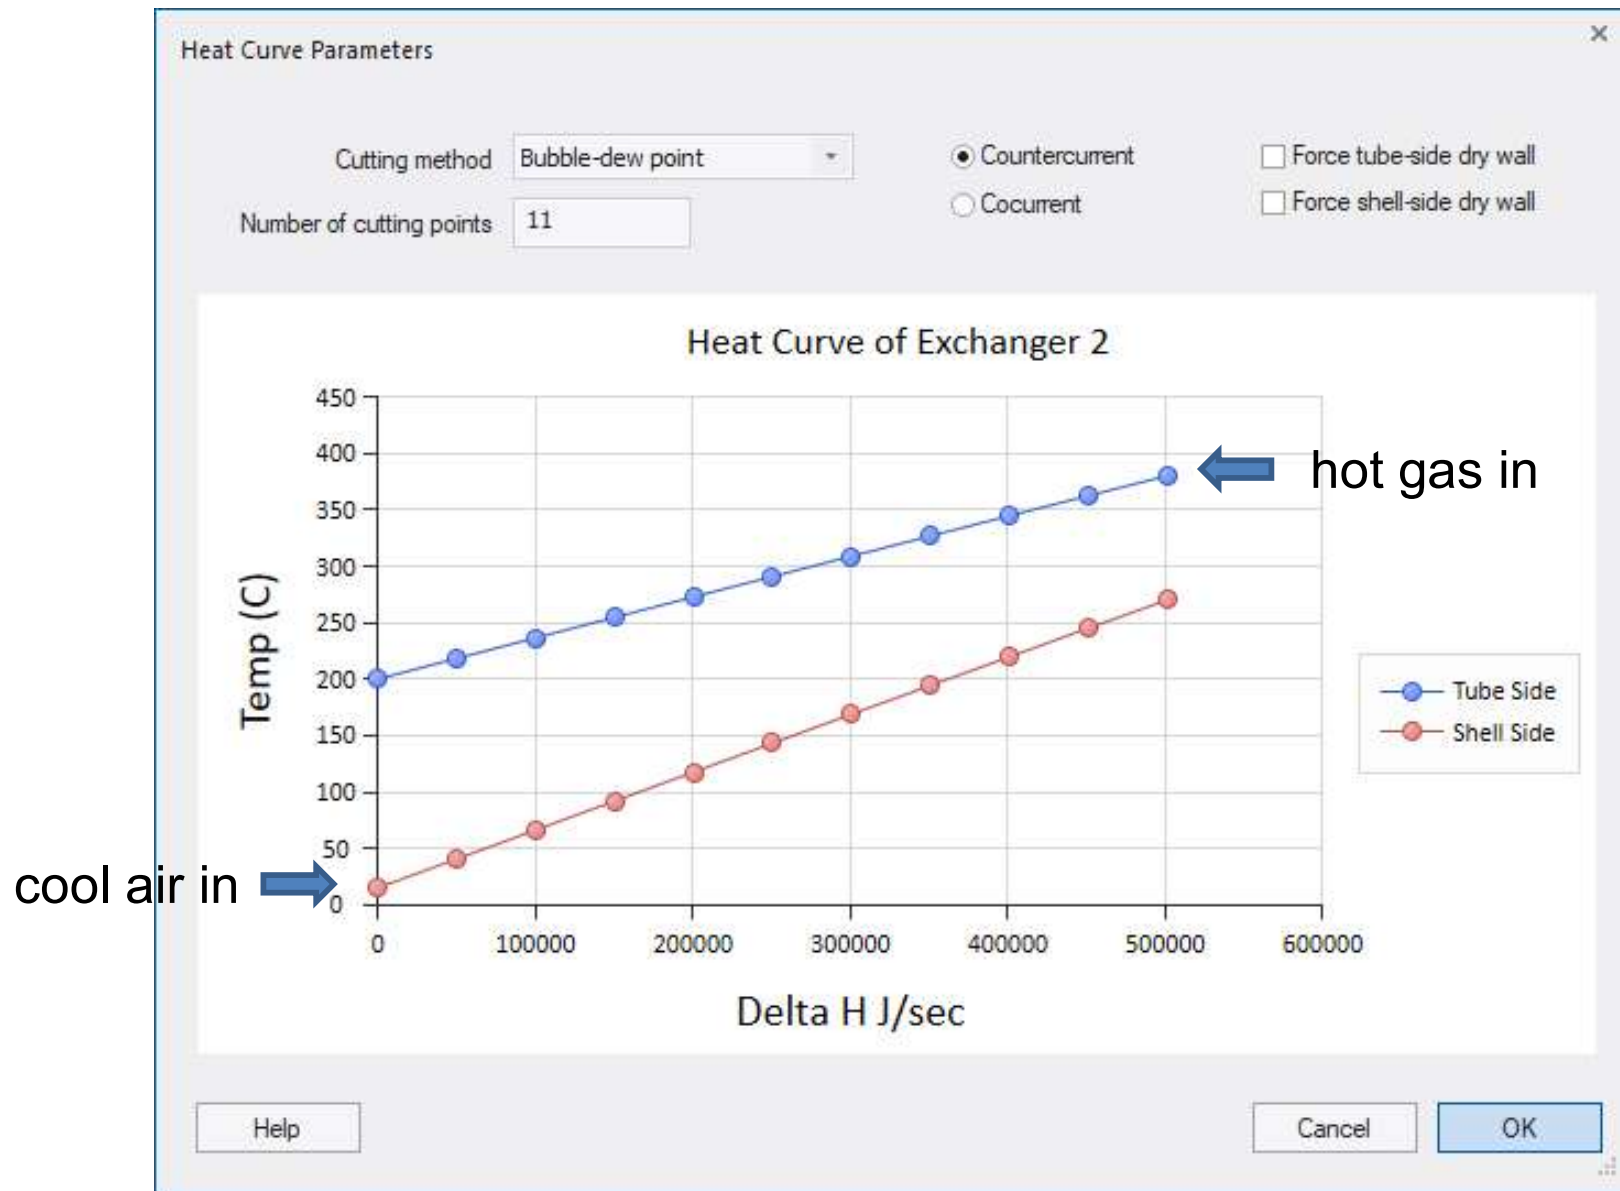 Heat Curve Parameters
Cutting method Bubble-dew point
Countercurrent
Force tube-side dry wall
Number of cutting points 11
Cocurrent
Force shell-side dry wall
Heat Curve of Exchanger 2
450
400
350
300
250
200
150
100
50
0
Temp (C)
hot gas in
cool air in
Tube Side
Shell Side
0 100000 200000 300000 400000 500000 600000
Delta H J/sec
Help Cancel OK